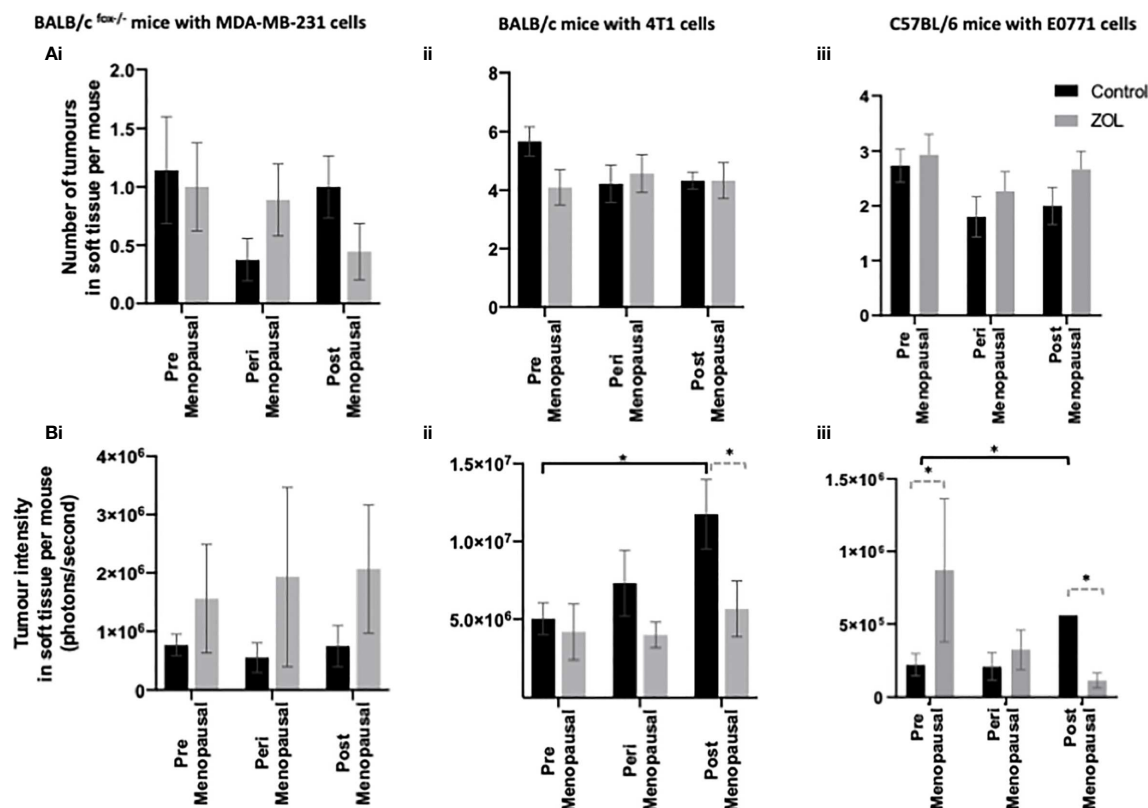 BALB/c fox-/- mice with MDA-MB-231 cells
BALB/c mice with 4T1 cells
C57BL/6 mice with E0771 cells
Ai
Number of tumours
in soft tissue per mouse
2.0
1.5
1.0
0.5
0.0
Pre
Menopausal
Peri
Menopausal
Post
Menopausal
ii
8
6
4
2
0
Pre
Menopausal
Peri
Menopausal
Post
Menopausal
iii
4
3
2
1
0
Control
ZOL
Pre
Menopausal
Peri
Menopausal
Post
Menopausal
Bi
Tumour intensity
in soft tissue per mouse
(photons/second)
4×10⁶
3×10⁶
2×10⁶
1×10⁶
0
Pre
Menopausal
Peri
Menopausal
Post
Menopausal
ii
1.5×10⁷
1.0×10⁷
5.0×10⁶
*
*
Pre
Menopausal
Peri
Menopausal
Post
Menopausal
iii
1.5×10⁶
1×10⁶
5×10⁵
0
*
*
*
Pre
Menopausal
Peri
Menopausal
Post
Menopausal